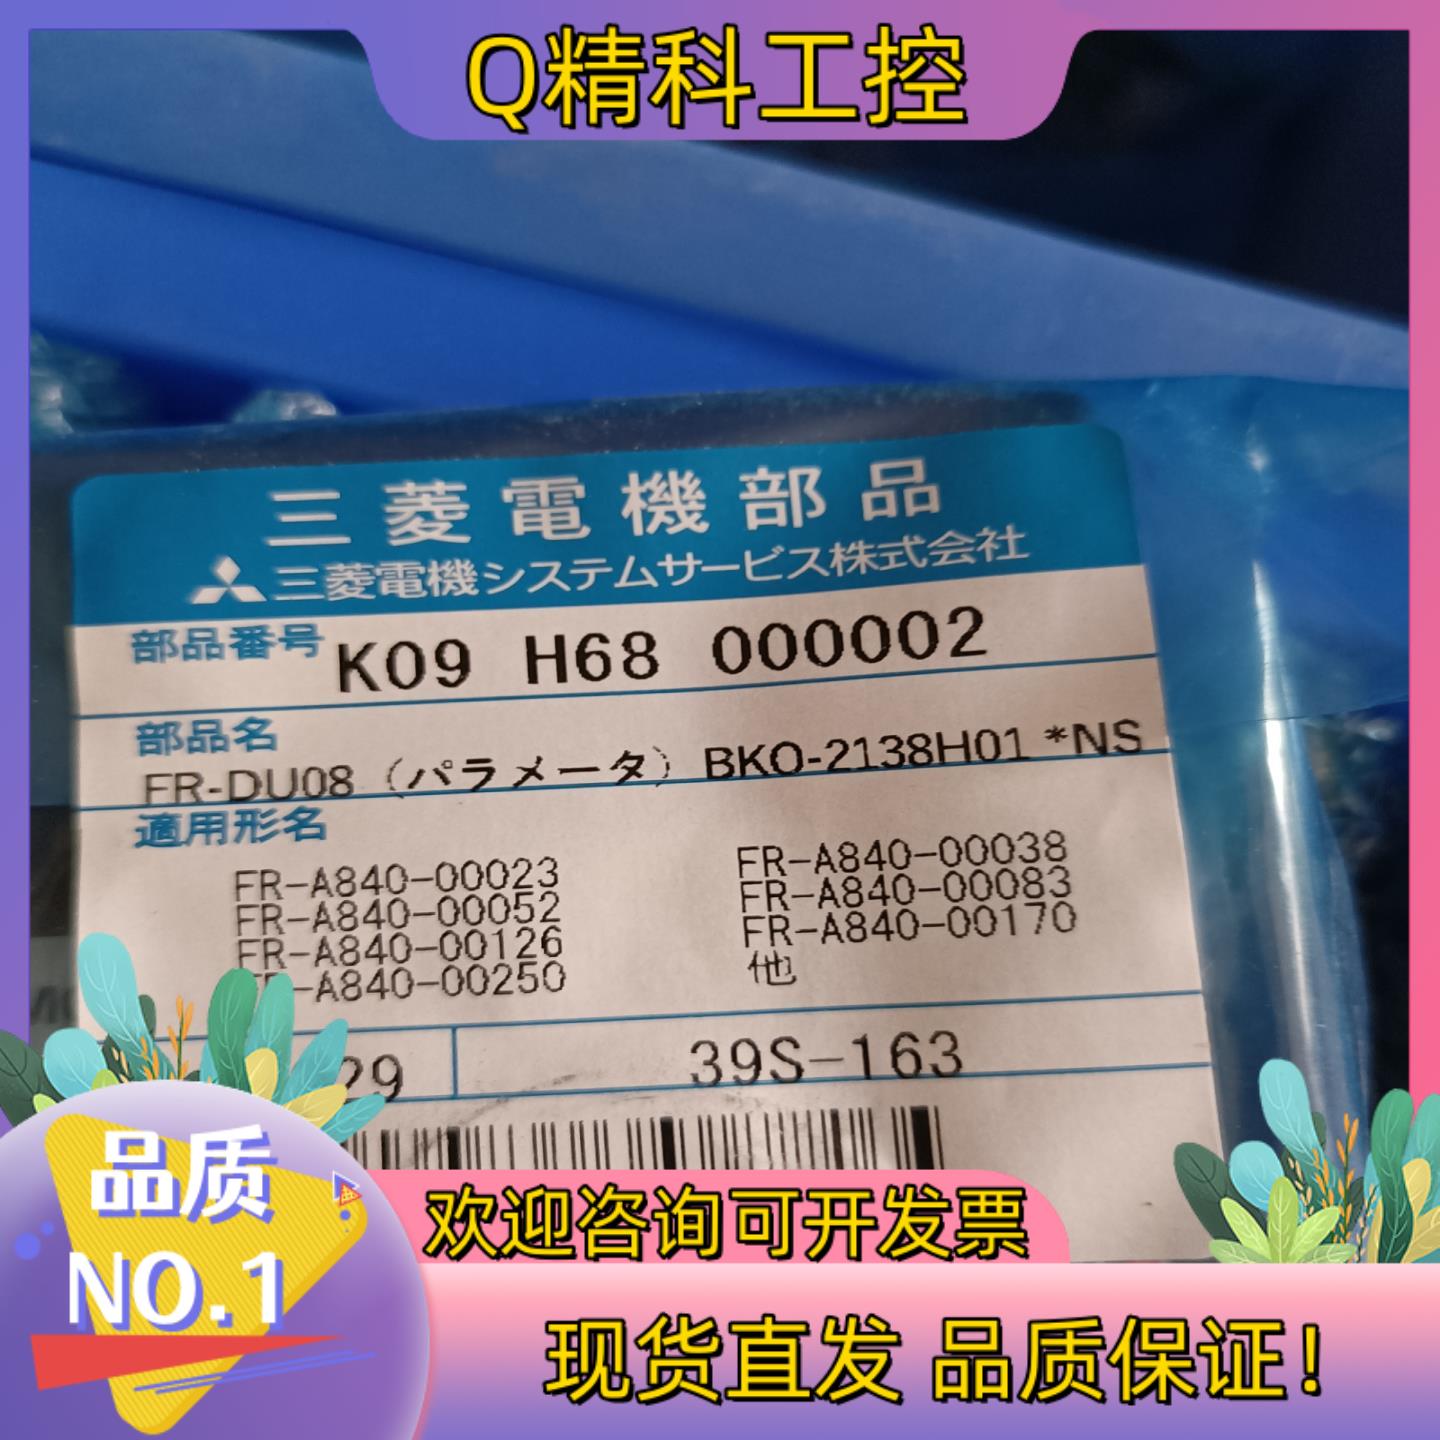 Q精科工控
三菱電機部品
三菱電機システムサービス株式会社
部品番号 K09 H68 000002
部品名
FR-DU08（パラメータ）BKO-2138H01 *NS
適用形名
FR-A840-00023 FR-A840-00038
FR-A840-00052 FR-A840-00083
FR-A840-00126 FR-A840-00170
-A840-00250 他
29 39S-163
品质
NO.1
欢迎咨询可开发票
现货直发 品质保证!